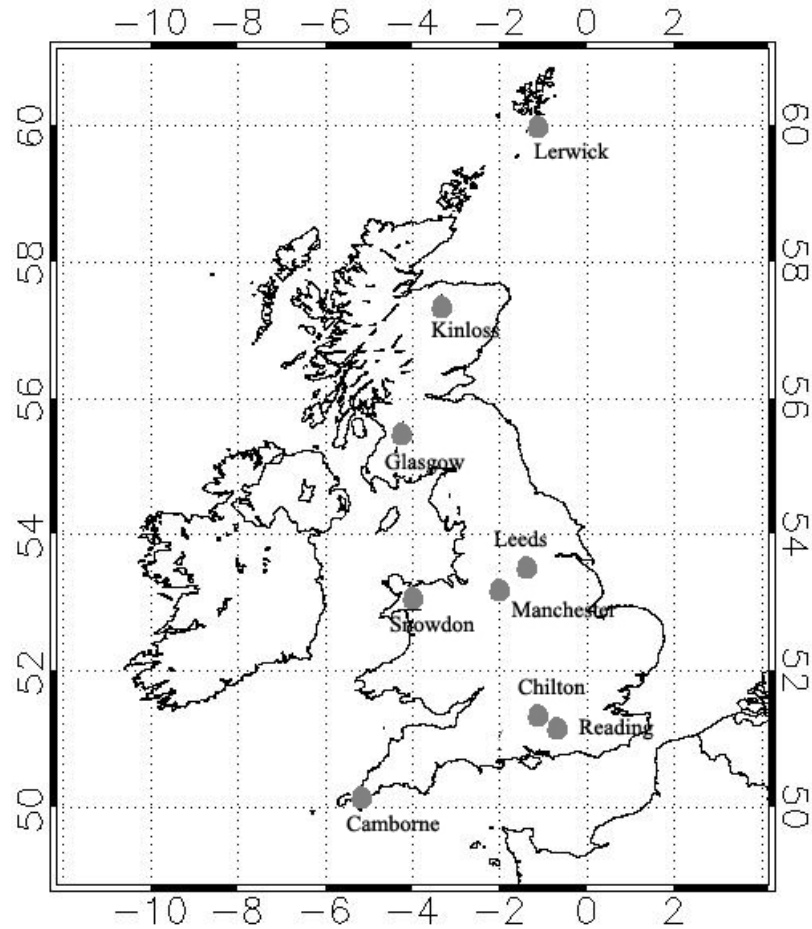 −10 −8 −6 −4 −2 0 2
60 60
Lerwick
58 58
Kinloss
56 56
Glasgow
54 54
Leeds
Manchester
Snowdon
52 52
Chilton
Reading
50 50
Camborne
−10 −8 −6 −4 −2 0 2